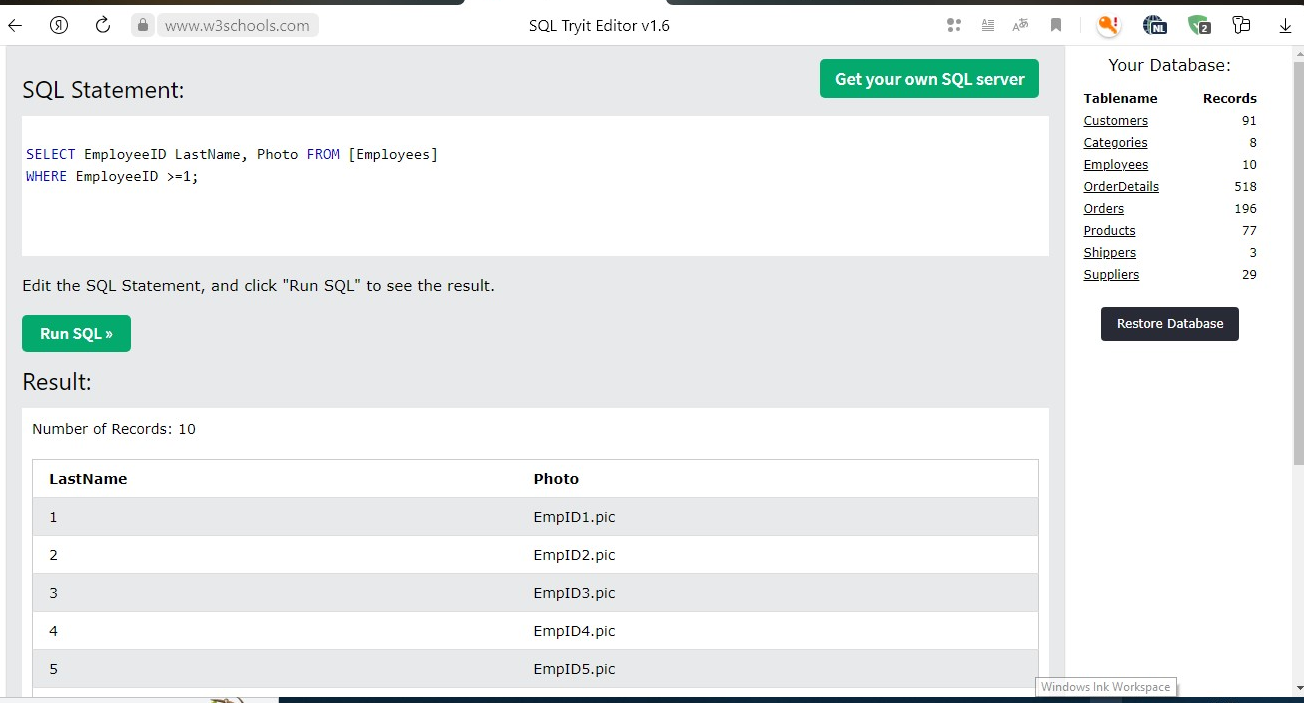 Я
www.w3schools.com
SQL Tryit Editor v1.6
NL
2
SQL Statement:
Get your own SQL server
SELECT EmployeeID LastName, Photo FROM [Employees]
WHERE EmployeeID >=1;
Edit the SQL Statement, and click "Run SQL" to see the result.
Run SQL »
Result:
Number of Records: 10
LastName Photo
1 EmpID1.pic
2 EmpID2.pic
3 EmpID3.pic
4 EmpID4.pic
5 EmpID5.pic
Your Database:
Tablename Records
Customers 91
Categories 8
Employees 10
OrderDetails 518
Orders 196
Products 77
Shippers 3
Suppliers 29
Restore Database
Windows Ink Workspace